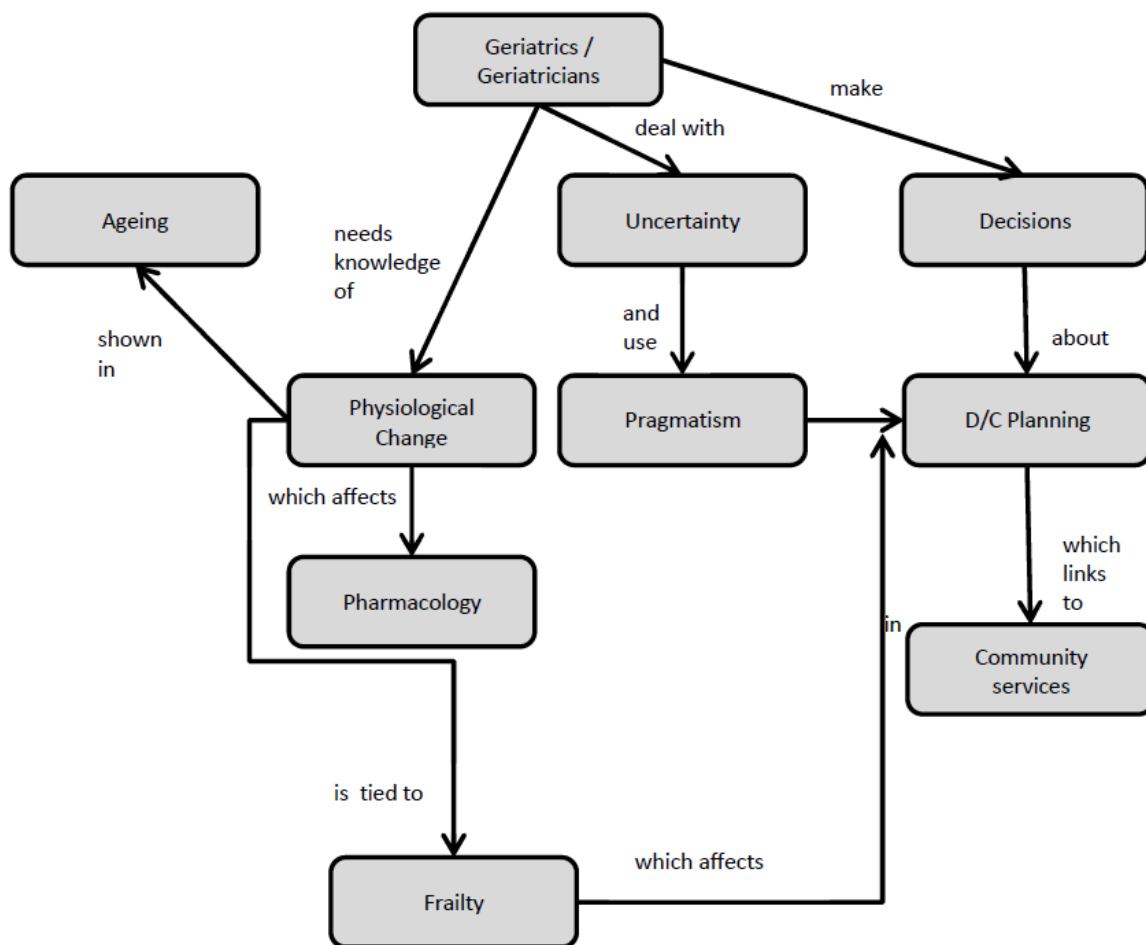 Geriatrics /
Geriatricians
make
deal with
Ageing
Uncertainty
Decisions
needs
knowledge
of
and
use
about
shown
in
Physiological
Change
Pragmatism
D/C Planning
which affects
which
links
to
Pharmacology
in
Community
services
is tied to
which affects
Frailty